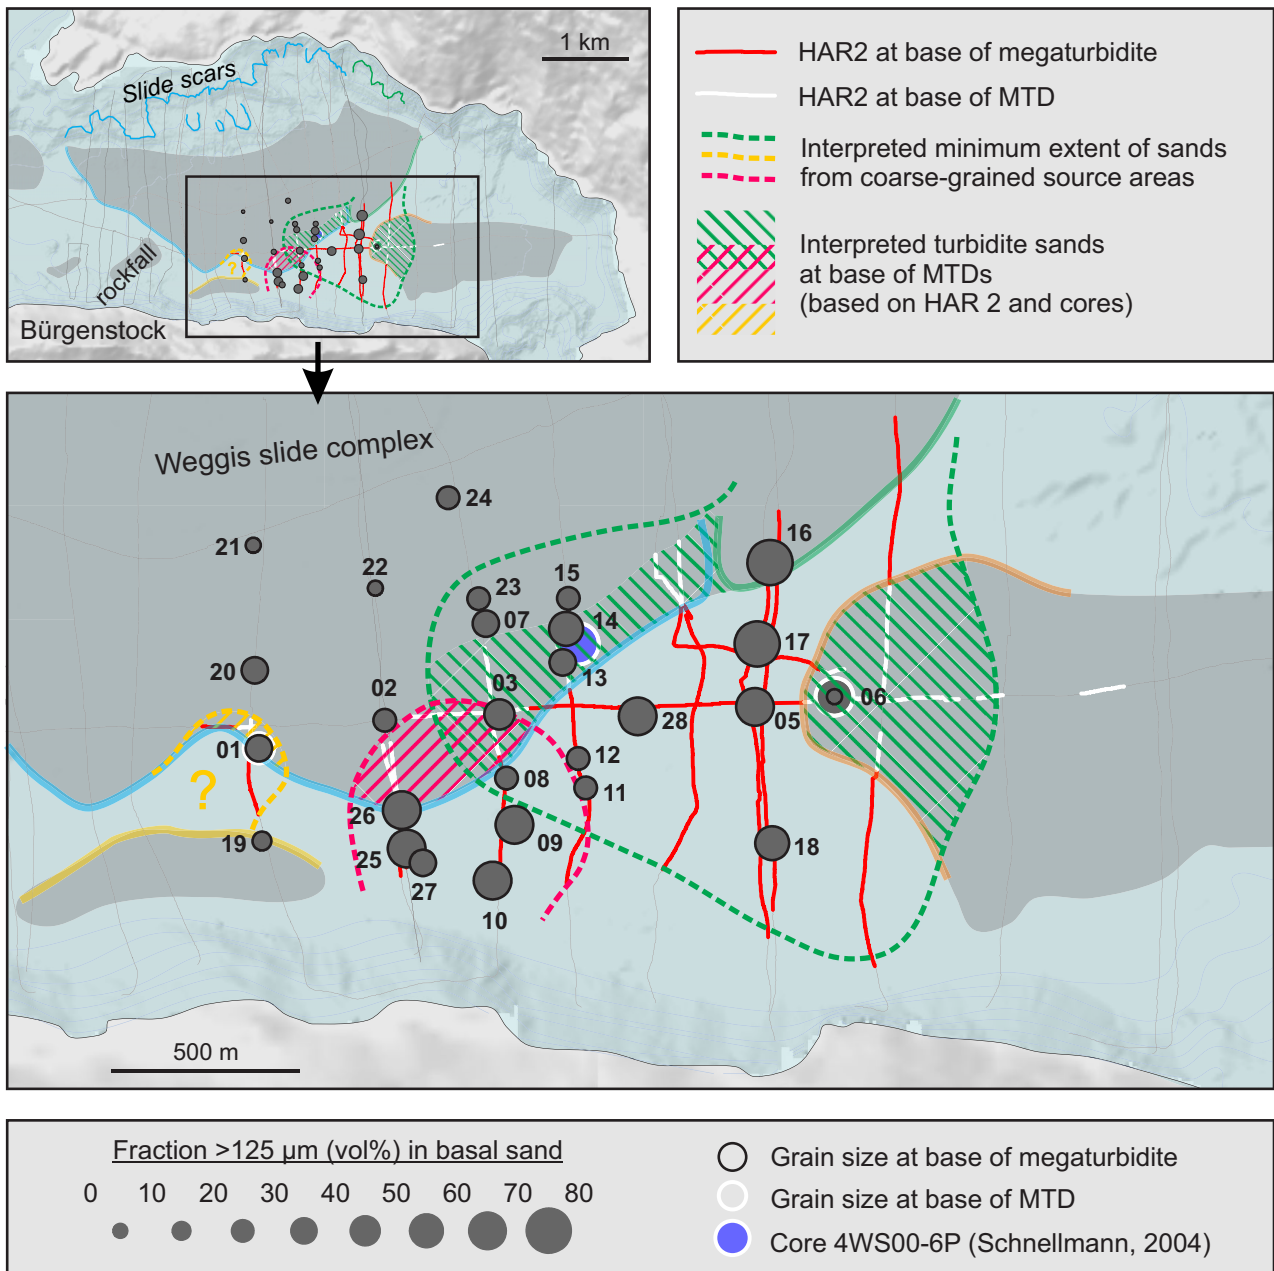 1 km
Slide scars
rockfall
?
Bürgenstock
HAR2 at base of megaturbidite
HAR2 at base of MTD
Interpreted minimum extent of sands
from coarse-grained source areas
Interpreted turbidite sands
at base of MTDs
(based on HAR 2 and cores)
Weggis slide complex
24
21
22
16
23
15
07
14
17
20
13
02
03
06
28
05
01
12
?
08
11
26
09
18
19
25
27
10
500 m
Fraction >125 µm (vol%) in basal sand
0 10 20 30 40 50 60 70 80
Grain size at base of megaturbidite
Grain size at base of MTD
Core 4WS00-6P (Schnellmann, 2004)